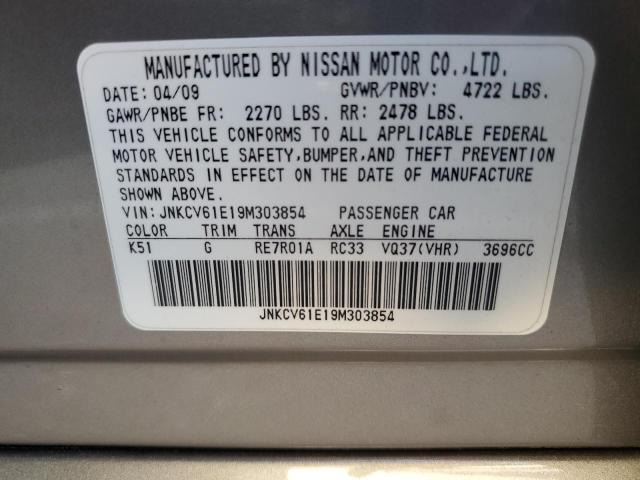 MANUFACTURED BY NISSAN MOTOR CO.,LTD.
DATE: 04/09 GVWR/PNBV: 4722 LBS.
GAWR/PNBE FR: 2270 LBS. RR: 2478 LBS.
THIS VEHICLE CONFORMS TO ALL APPLICABLE FEDERAL
MOTOR VEHICLE SAFETY,BUMPER,AND THEFT PREVENTION
STANDARDS IN EFFECT ON THE DATE OF MANUFACTURE
SHOWN ABOVE.
VIN: JNKCV61E19M303854 PASSENGER CAR
COLOR TRIM TRANS AXLE ENGINE
K51 G RE7R01A RC33 VQ37(VHR) 3696CC
JNKCV61E19M303854